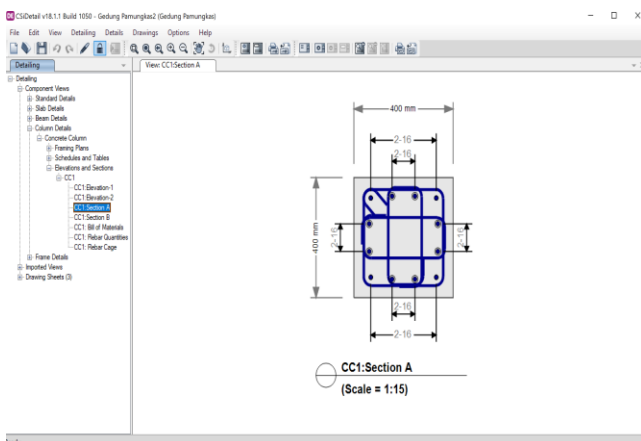 CSiDetail v18.1.1 Build 1050 - Gedung Pamungkas2 (Gedung Pamungkas)
File Edit View Detailing Details Drawings Options Help
Detailing
View: CC1:Section A
Detailing
Component Views
Standard Details
Slab Details
Beam Details
Column Details
Concrete Column
Framing Plans
Schedules and Tables
Elevations and Sections
CC1
CC1:Elevation-1
CC1:Elevation-2
CC1:Section A
CC1:Section B
CC1: Bill of Materials
CC1: Rebar Quantities
CC1: Rebar Cage
Frame Details
Imported Views
Drawing Sheets (3)
400 mm
2-16
2-16
400 mm
2-16
2-16
2-16
2-16
CC1:Section A
(Scale = 1:15)